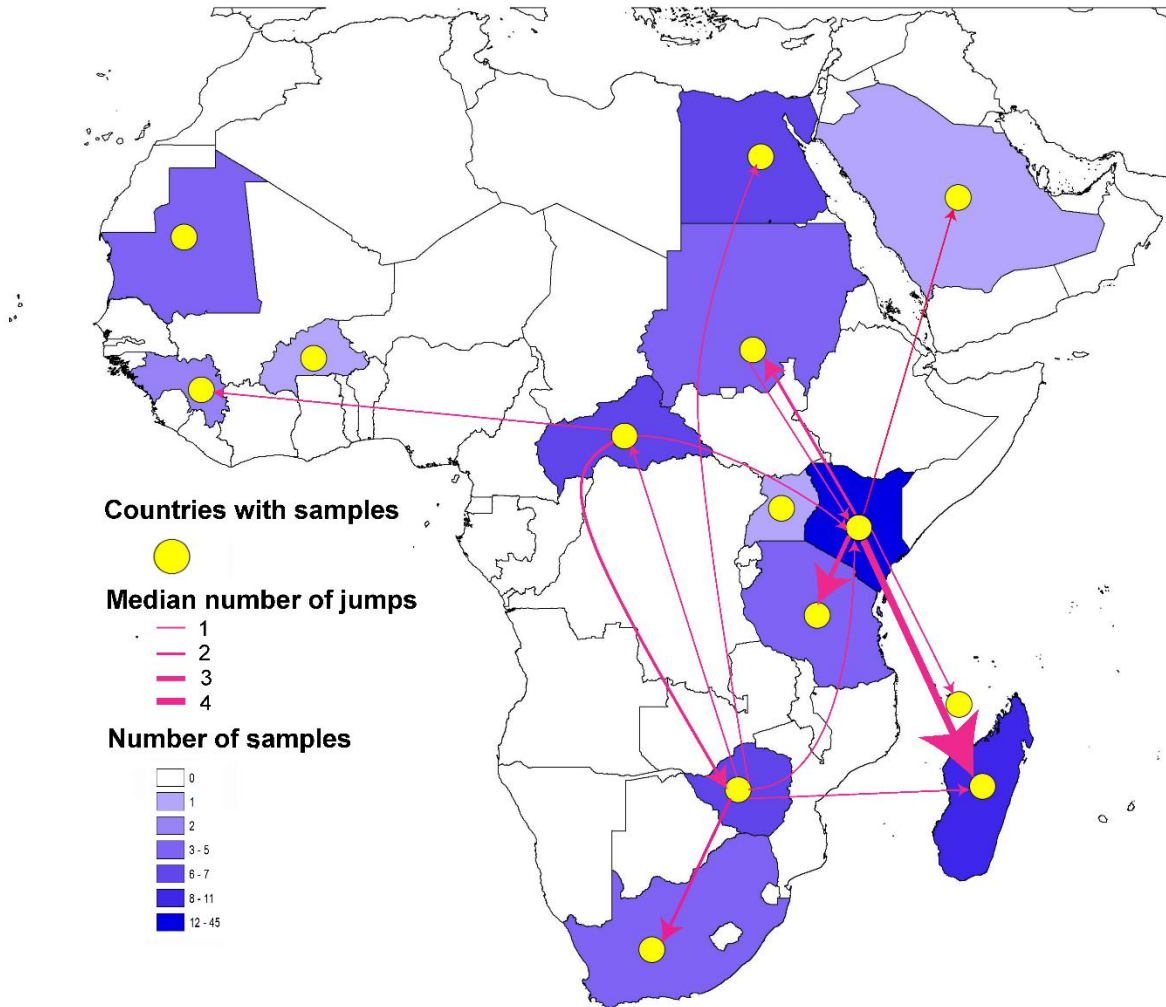 Countries with samples
Median number of jumps
1
2
3
4
Number of samples
0
1
2
3 - 5
6 - 7
8 - 11
12 - 45